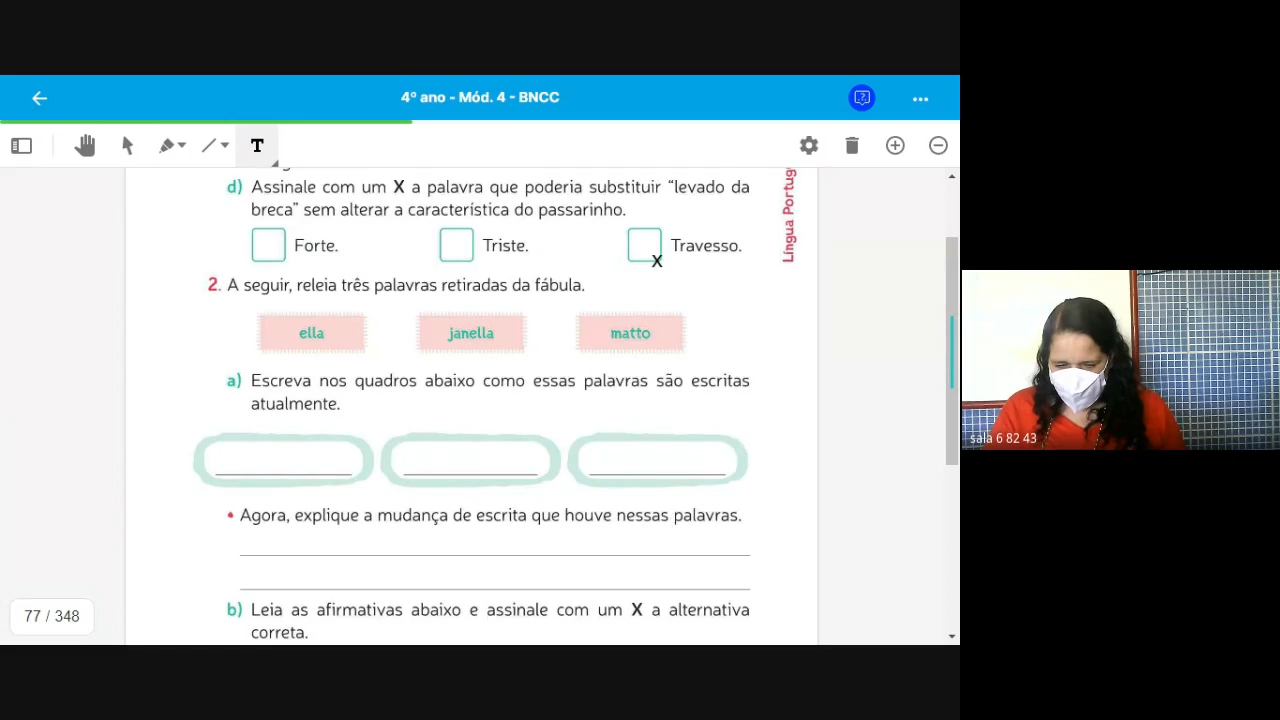 4º ano - Mód. 4 - BNCC
T
d) Assinale com um X a palavra que poderia substituir “levado da
breca” sem alterar a característica do passarinho.
Forte. Triste. Travesso.
X
2. A seguir, releia três palavras retiradas da fábula.
ella janella matto
a) Escreva nos quadros abaixo como essas palavras são escritas
atualmente.
• Agora, explique a mudança de escrita que houve nessas palavras.
b) Leia as afirmativas abaixo e assinale com um X a alternativa
correta.
77 / 348
Língua Portug
sala 6 82 43